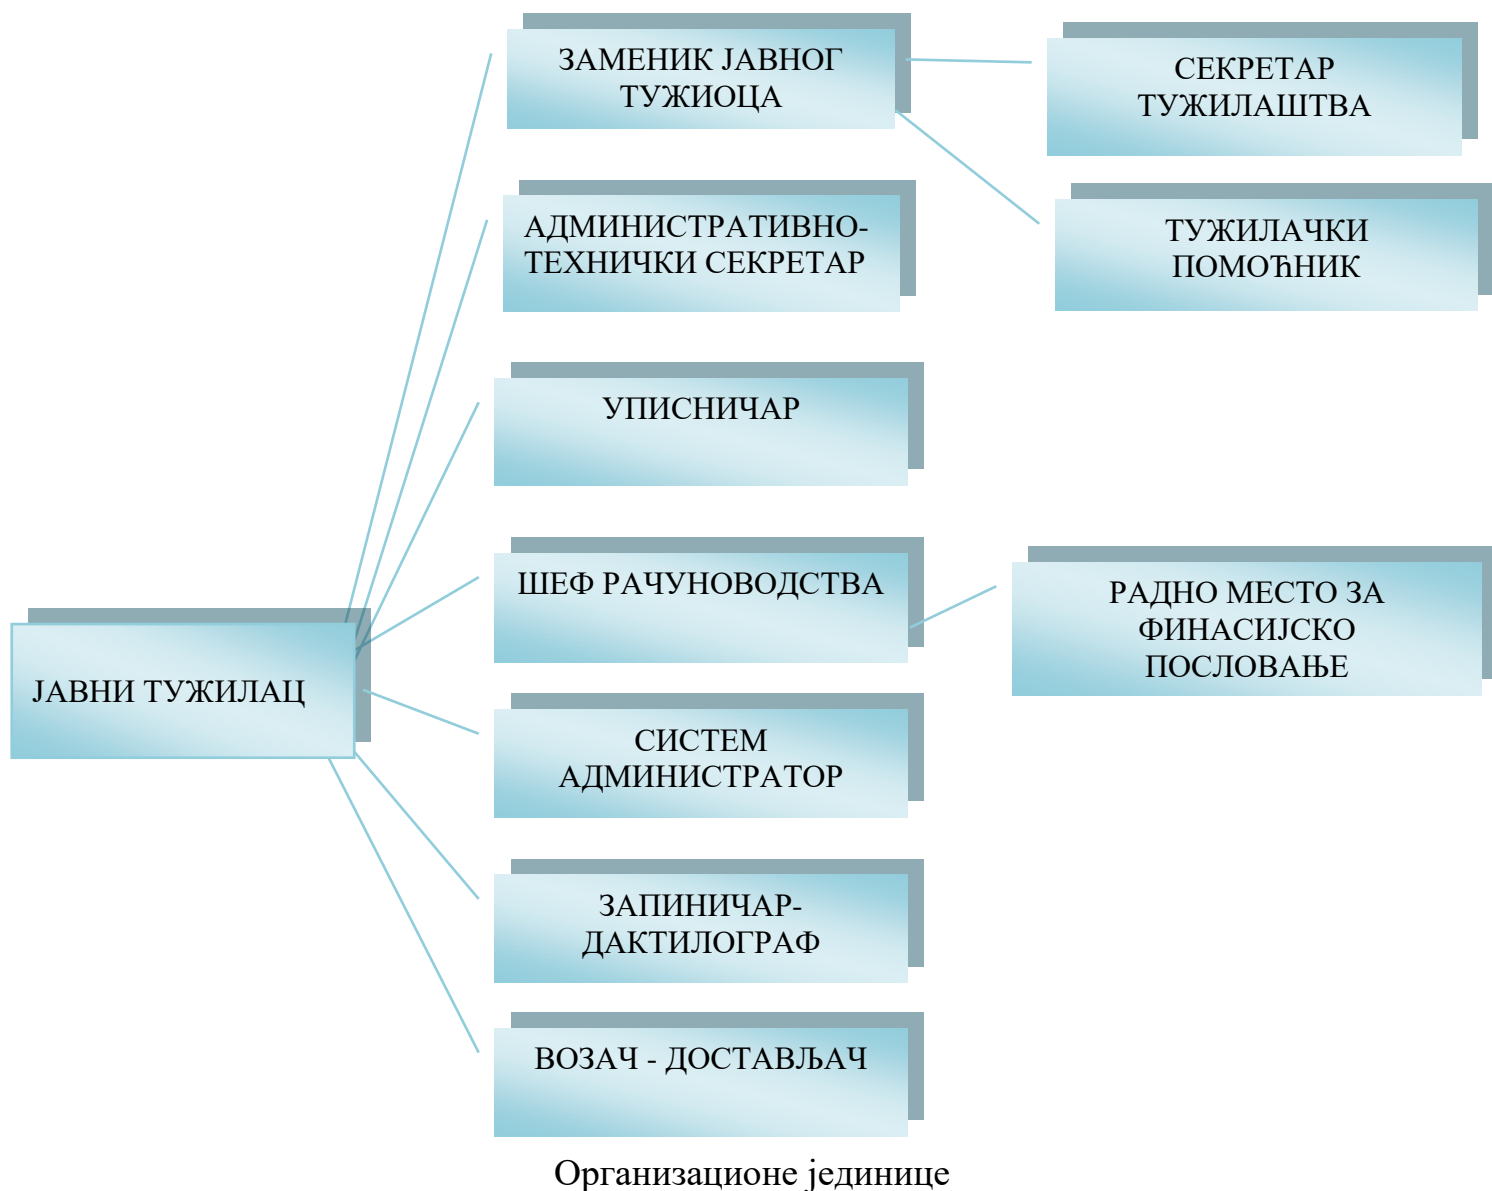 ЗАМЕНИК ЈАВНОГ
ТУЖИОЦА
СЕКРЕТАР
ТУЖИЛАШТВА
АДМИНИСТРАТИВНО-
ТЕХНИЧКИ СЕКРЕТАР
ТУЖИЛАЧКИ
ПОМОЋНИК
УПИСНИЧАР
ШЕФ РАЧУНОВОДСТВА
РАДНО МЕСТО ЗА
ФИНАСИЈСКО
ПОСЛОВАЊЕ
ЈАВНИ ТУЖИЛАЦ
СИСТЕМ
АДМИНИСТРАТОР
ЗАПИНИЧАР-
ДАКТИЛОГРАФ
ВОЗАЧ - ДОСТАВЉАЧ
Организационе јединице